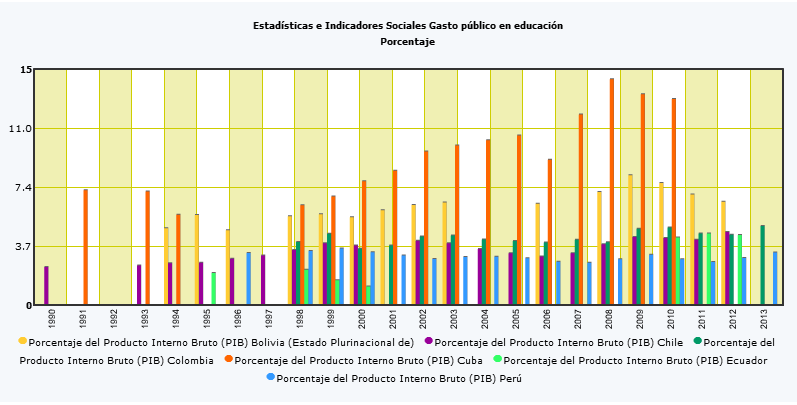 Estadísticas e Indicadores Sociales Gasto público en educación
Porcentaje
15
11.0
7.4
3.7
0
1990 1991 1992 1993 1994 1995 1996 1997 1998 1999 2000 2001 2002 2003 2004 2005 2006 2007 2008 2009 2010 2011 2012 2013
Porcentaje del Producto Interno Bruto (PIB) Bolivia (Estado Plurinacional de) Porcentaje del Producto Interno Bruto (PIB) Chile Porcentaje del
Producto Interno Bruto (PIB) Colombia Porcentaje del Producto Interno Bruto (PIB) Cuba Porcentaje del Producto Interno Bruto (PIB) Ecuador
Porcentaje del Producto Interno Bruto (PIB) Perú